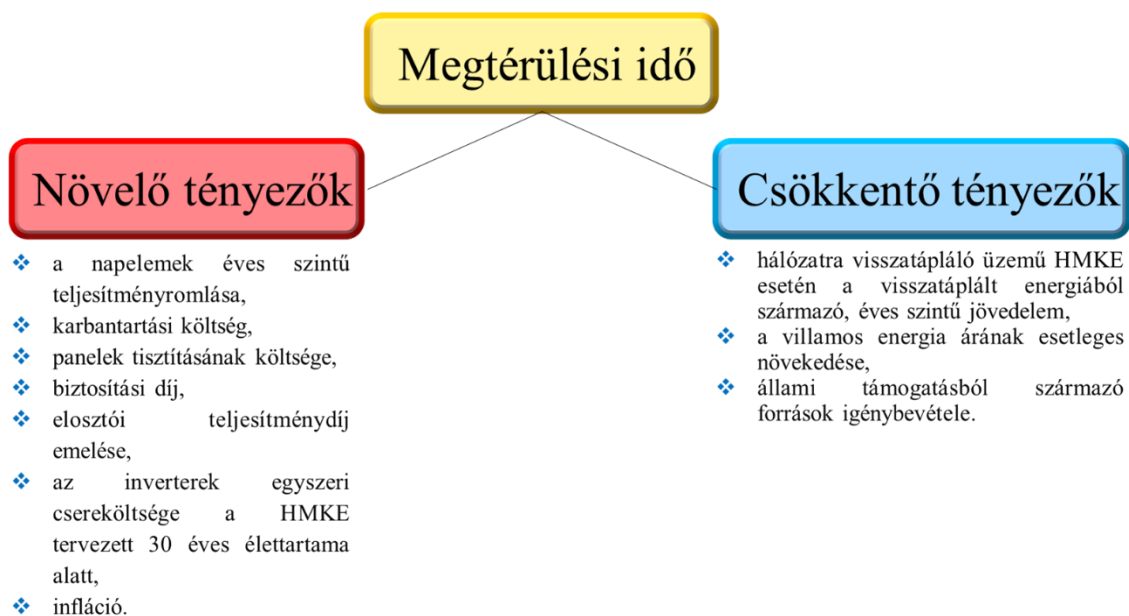 Megtérülési idő
Növelő tényezők
a napelemek éves szintű
teljesítményromlása,
karbantartási költség,
panelek tisztításának költsége,
biztosítási díj,
elosztói teljesítménydíj
emelése,
az inverterek egyszeri
csereköltsége a HMKE
tervezett 30 éves élettartama
alatt,
infláció.
Csökkentő tényezők
hálózatra visszatápláló üzemű HMKE
esetén a visszatáplált energiából
származó, éves szintű jövedelem,
a villamos energia árának esetleges
növekedése,
állami támogatásból származó
források igénybevétele.